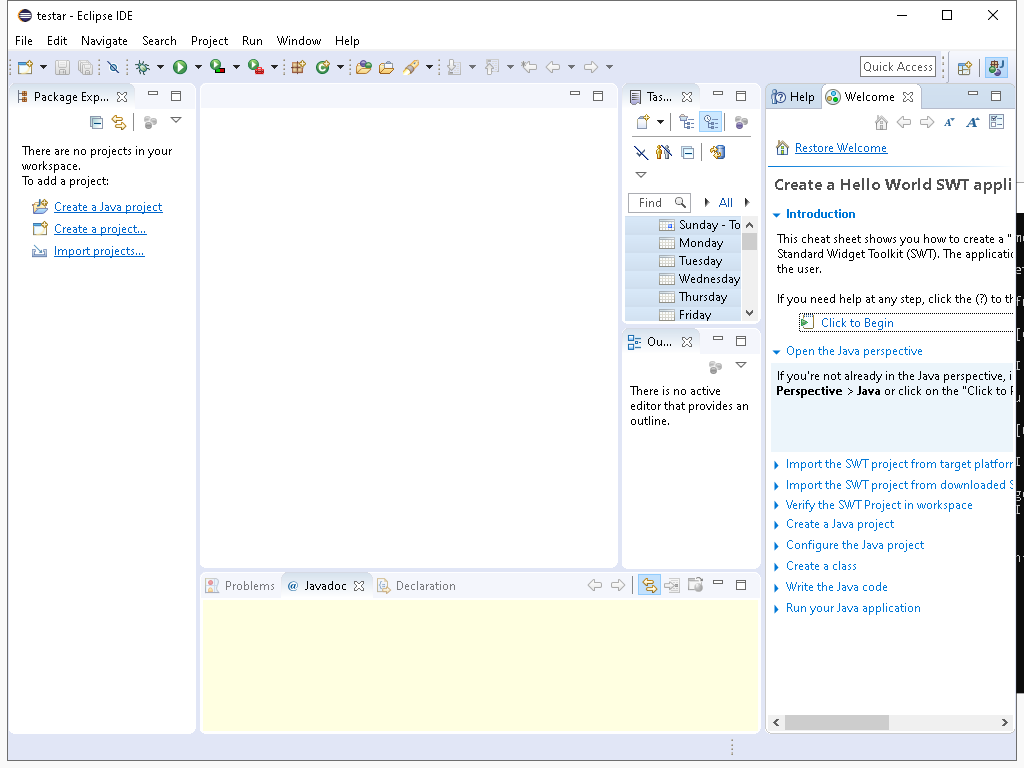 testar - Eclipse IDE
File Edit Navigate Search Project Run Window Help
Quick Access
Package Exp...
There are no projects in your
workspace.
To add a project:
Create a Java project
Create a project...
Import projects...
Tas...
Find
All
Sunday - To
Monday
Tuesday
Wednesday
Thursday
Friday
Ou...
There is no active
editor that provides an
outline.
Problems @ Javadoc Declaration
Help Welcome
Restore Welcome
Create a Hello World SWT appli
Introduction
This cheat sheet shows you how to create a "
Standard Widget Toolkit (SWT). The applicatio
the user.
If you need help at any step, click the (?) to th
Click to Begin
Open the Java perspective
If you're not already in the Java perspective, i
Perspective > Java or click on the "Click to P
Import the SWT project from target platform
Import the SWT project from downloaded S
Verify the SWT Project in workspace
Create a Java project
Configure the Java project
Create a class
Write the Java code
Run your Java application